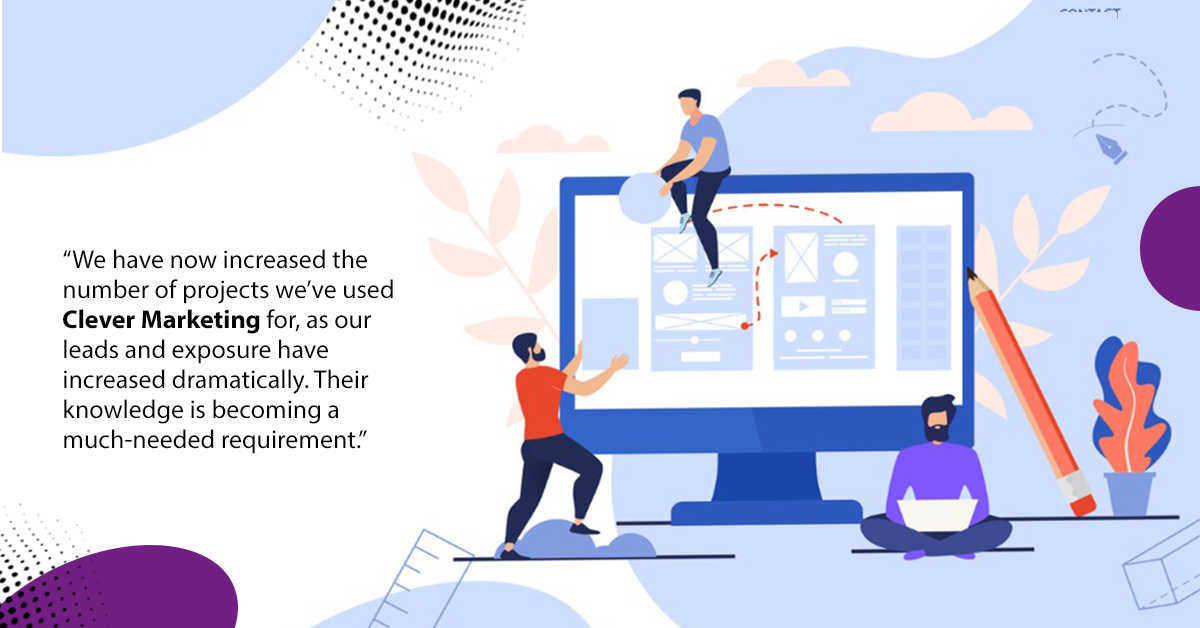 CONTACT
“We have now increased the
number of projects we’ve used
Clever Marketing for, as our
leads and exposure have
increased dramatically. Their
knowledge is becoming a
much-needed requirement.”